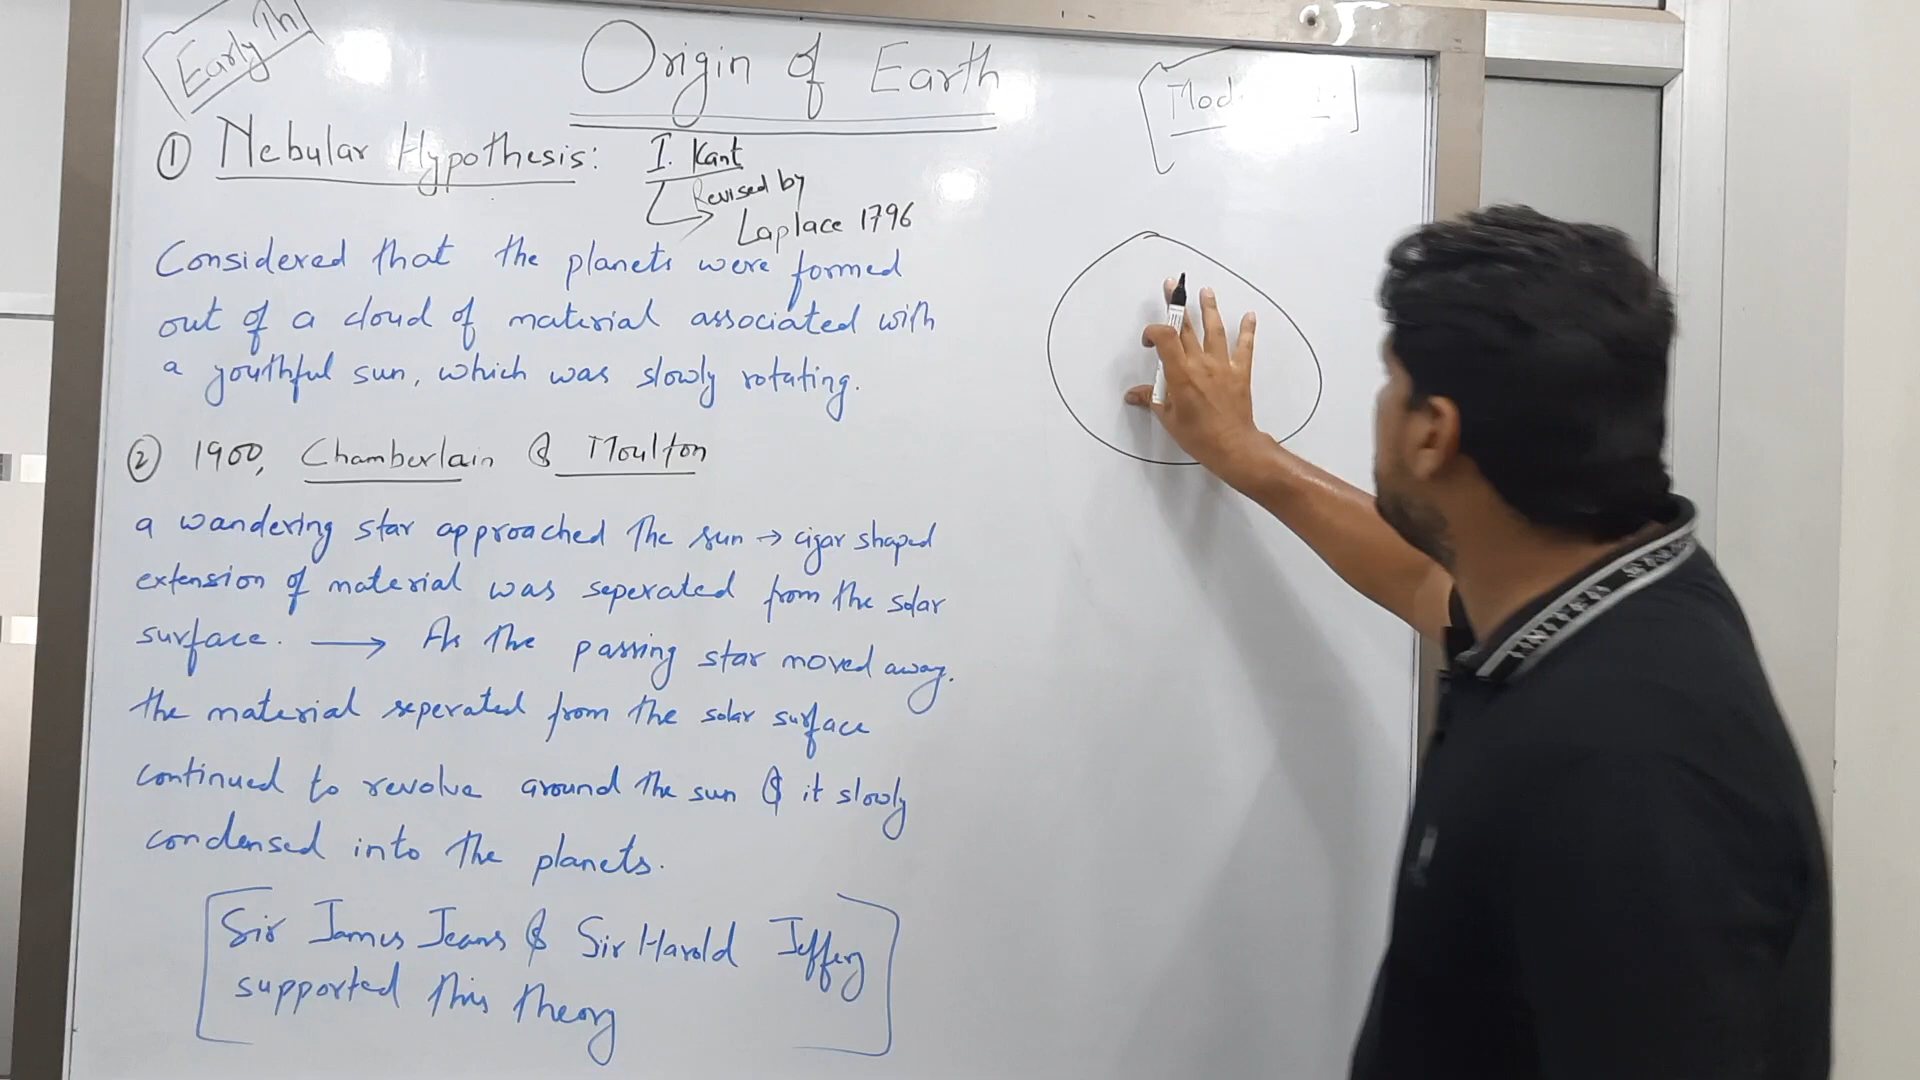 Early Th
Origin of Earth
① Nebular Hypothesis: I. Kant
Revised by
Laplace 1796
Considered that the planets were formed
out of a cloud of material associated with
a youthful sun, which was slowly rotating.
② 1900, Chamberlain & Moulton
a wandering star approached the sun → cigar shaped
extension of material was seperated from the solar
surface. → As the passing star moved away.
the material seperated from the solar surface
continued to revolve around the sun & it slowly
condensed into the planets.
Sir James Jeans & Sir Harold Jeffery
supported this theory